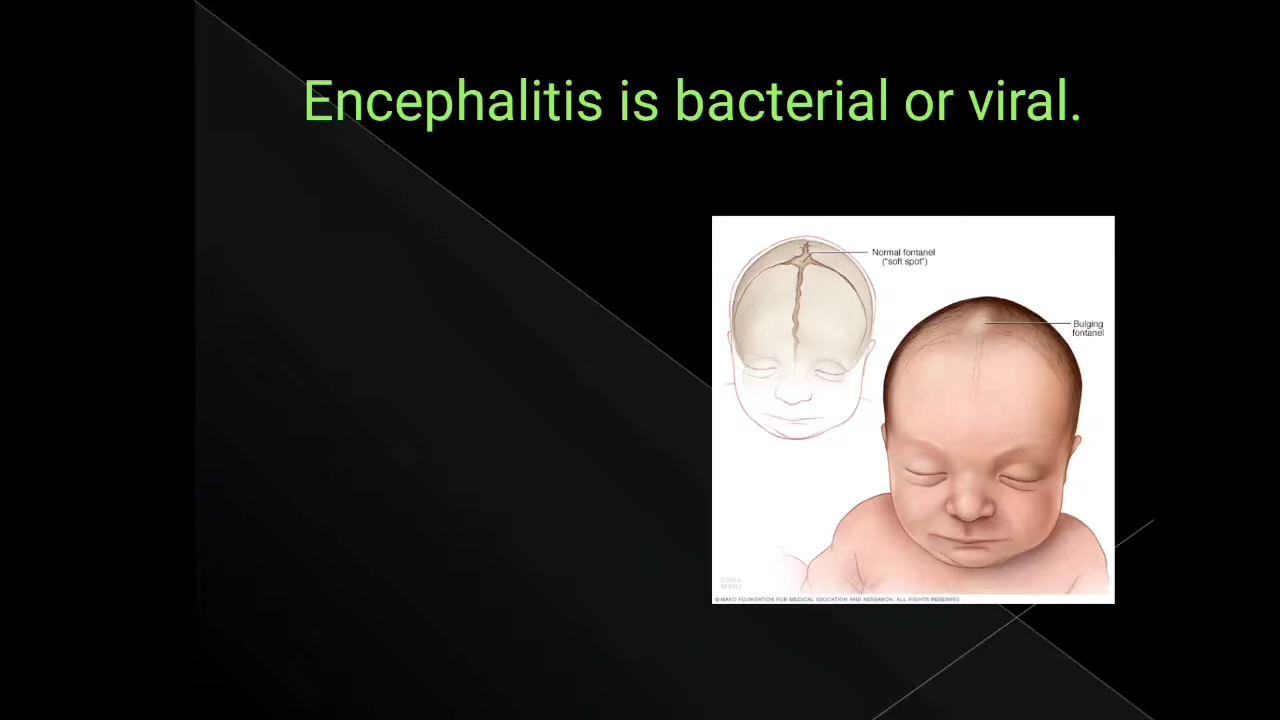 Encephalitis is bacterial or viral.
Normal fontanel
("soft spot")
Bulging
fontanel
© MAYO FOUNDATION FOR MEDICAL EDUCATION AND RESEARCH. ALL RIGHTS RESERVED.